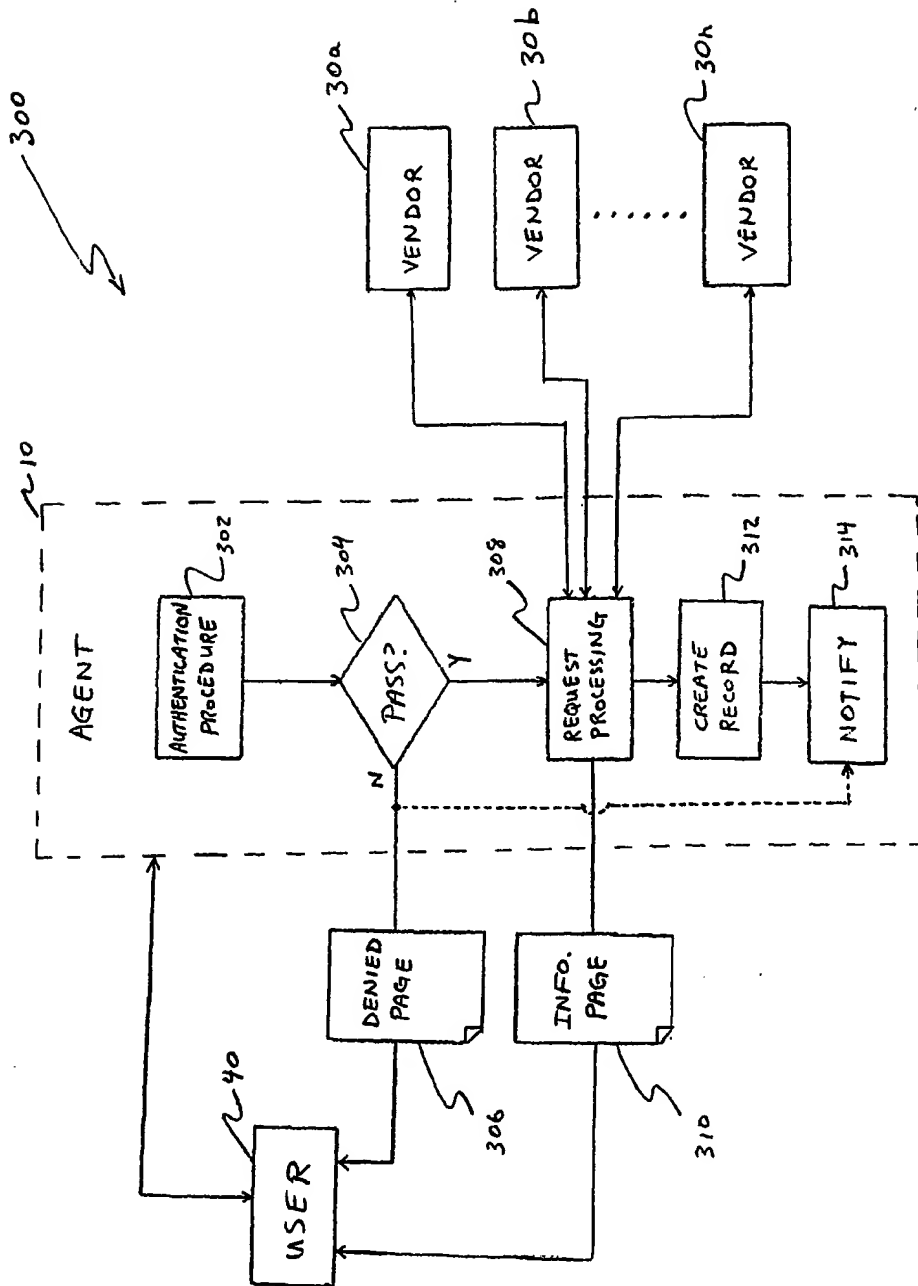 300
10
AGENT
AUTHENTICATION
PROCEDURE
302
PASS?
304
N
Y
REQUEST
PROCESSING
308
CREATE
RECORD
312
NOTIFY
314
VENDOR
30a
VENDOR
30b
......
VENDOR
30n
USER
40
DENIED
PAGE
306
INFO.
PAGE
310